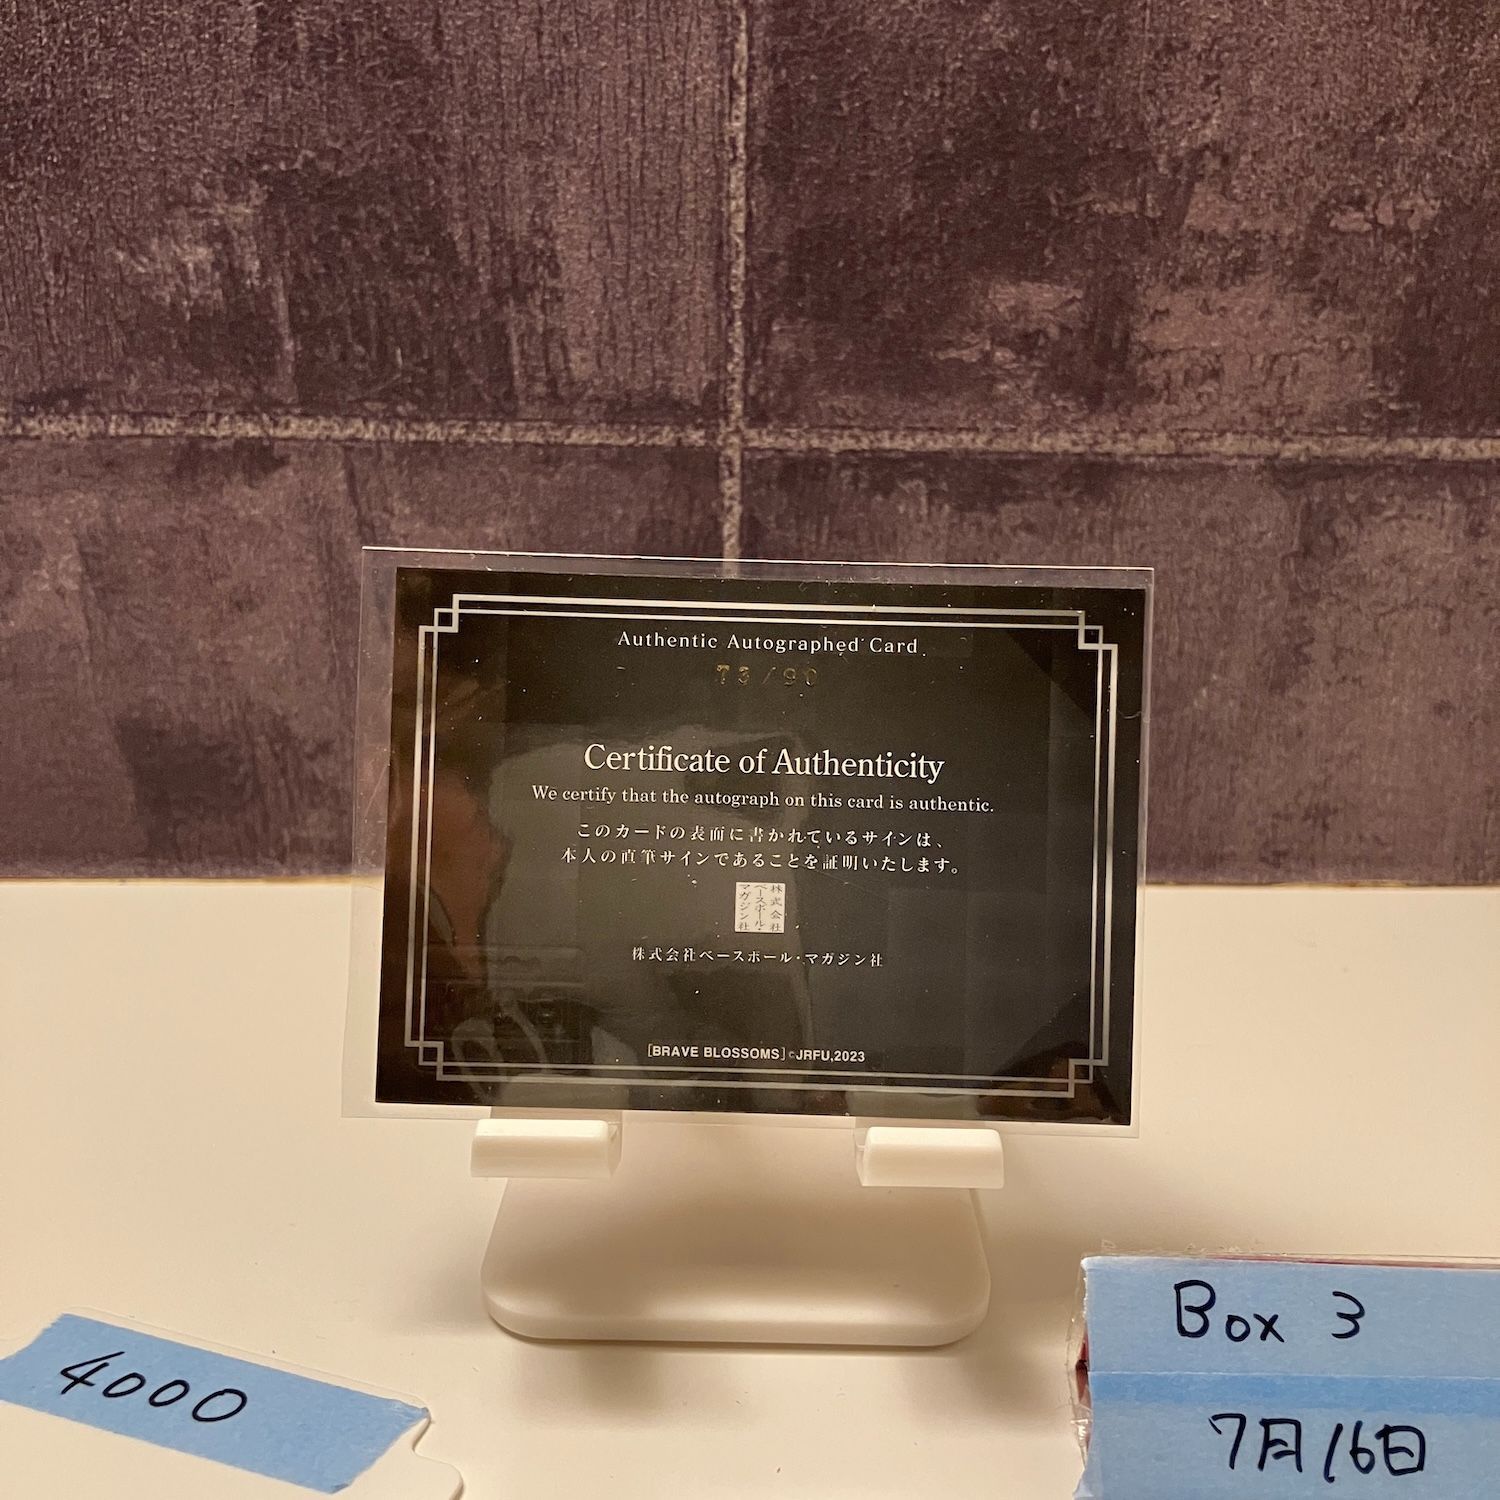 Authentic Autographed Card
73/90
Certificate of Authenticity
We certify that the autograph on this card is authentic.
このカードの表面に書かれているサインは、
本人の直筆サインであることを証明いたします。
株式会社
ベースボール・
マガジン社
株式会社ベースボール・マガジン社
[BRAVE BLOSSOMS]©JRFU,2023
4000
Box 3
7月16日